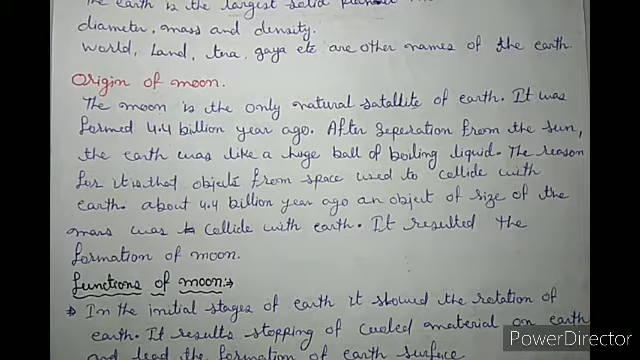 The earth is the largest solid planet
diameter, mass and density.
World, Land, tera, gaya etc are other names of the earth.
Origin of moon.
The moon is the only natural satallite of earth. It was
formed 4.4 billion year ago. After seperation from the sun,
the earth was like a huge ball of boiling liquid. The reason
for it is that objects from space used to collide with
earth. about 4.4 billion year ago an object of size of the
mars was collide with earth. It resulted the
formation of moon.
Functions of moon:→
⇒ In the initial stages of earth it slowed the rotation of
earth. It results stopping of cooled material on earth
and lead the formation of earth surface
PowerDirector